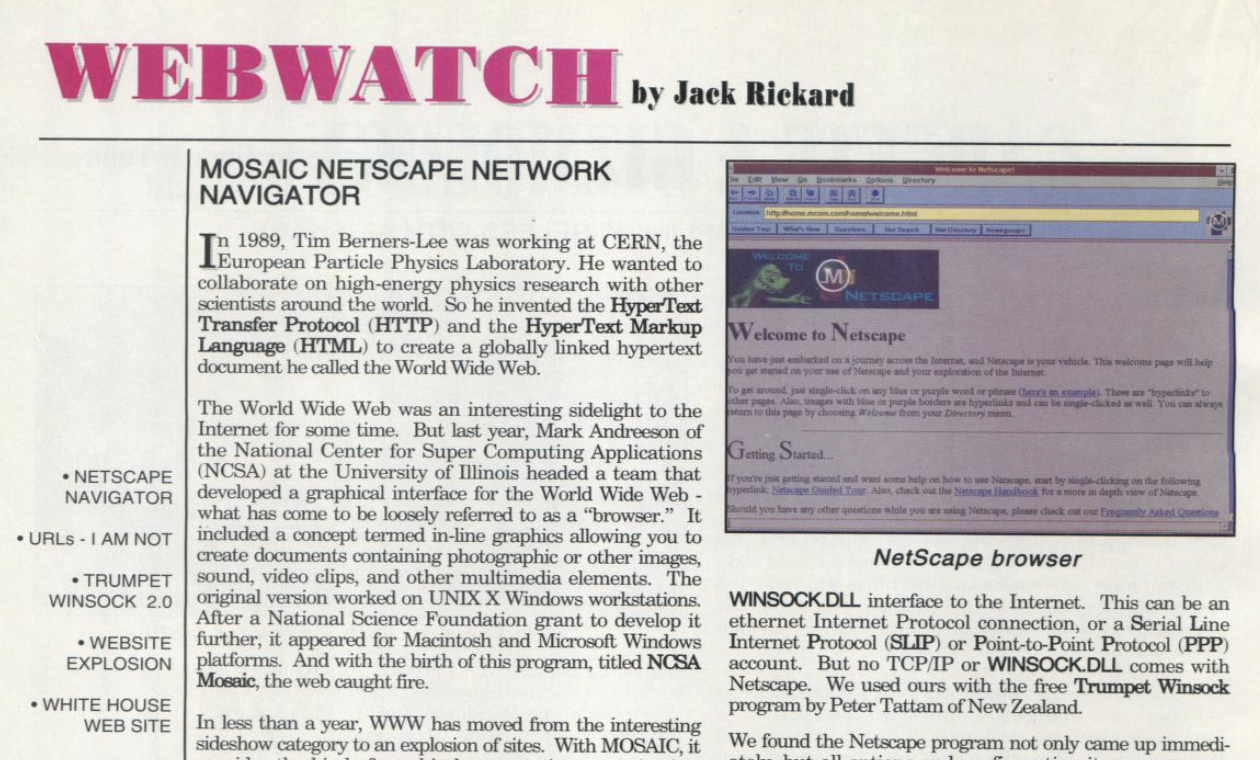 WEBWATCH by Jack Rickard
• NETSCAPE
NAVIGATOR
• URLs - I AM NOT
• TRUMPET
WINSOCK 2.0
• WEBSITE
EXPLOSION
• WHITE HOUSE
WEB SITE
MOSAIC NETSCAPE NETWORK
NAVIGATOR
In 1989, Tim Berners-Lee was working at CERN, the
European Particle Physics Laboratory. He wanted to
collaborate on high-energy physics research with other
scientists around the world. So he invented the HyperText
Transfer Protocol (HTTP) and the HyperText Markup
Language (HTML) to create a globally linked hypertext
document he called the World Wide Web.
The World Wide Web was an interesting sidelight to the
Internet for some time. But last year, Mark Andreeson of
the National Center for Super Computing Applications
(NCSA) at the University of Illinois headed a team that
developed a graphical interface for the World Wide Web -
what has come to be loosely referred to as a “browser.” It
included a concept termed in-line graphics allowing you to
create documents containing photographic or other images,
sound, video clips, and other multimedia elements. The
original version worked on UNIX X Windows workstations.
After a National Science Foundation grant to develop it
further, it appeared for Macintosh and Microsoft Windows
platforms. And with the birth of this program, titled NCSA
Mosaic, the web caught fire.
In less than a year, WWW has moved from the interesting
sideshow category to an explosion of sites. With MOSAIC, it
Welcome to Netscape!
File Edit View Go Bookmarks Options Directory Help
Location: http://home.mcom.com/home/welcome.html
Guided Tour What's New Questions Net Search Net Directory Newsgroups
WELCOME
TO
M
NETSCAPE
Welcome to Netscape
You have just embarked on a journey across the Internet, and Netscape is your vehicle. This welcome page will help
you get started on your use of Netscape and your exploration of the Internet.
To get around, just single-click on any blue or purple word or phrase (here's an example). These are "hyperlinks" to
other pages. Also, images with blue or purple borders are hyperlinks and can be single-clicked as well. You can always
return to this page by choosing Welcome from your Directory menu.
Getting Started...
If you're just getting started and want some help on how to use Netscape, start by single-clicking on the following
hyperlink: Netscape Guided Tour. Also, check out the Netscape Handbook for a more in depth view of Netscape.
Should you have any other questions while you are using Netscape, please check out our Frequently Asked Questions
NetScape browser
WINSOCK.DLL interface to the Internet. This can be an
ethernet Internet Protocol connection, or a Serial Line
Internet Protocol (SLIP) or Point-to-Point Protocol (PPP)
account. But no TCP/IP or WINSOCK.DLL comes with
Netscape. We used ours with the free Trumpet Winsock
program by Peter Tattam of New Zealand.
We found the Netscape program not only came up immedi-